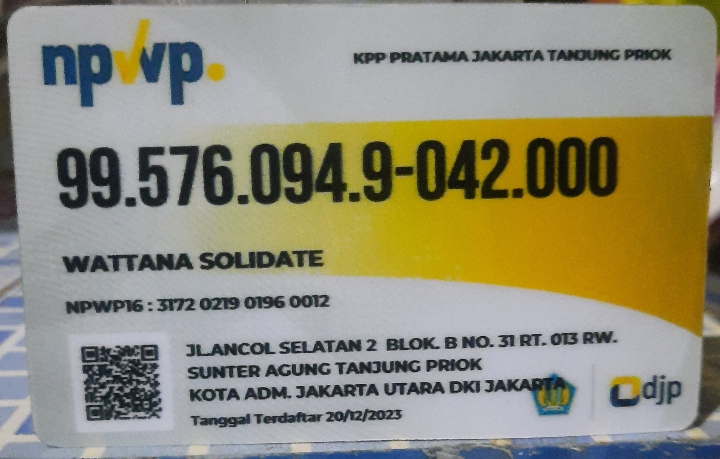 npwp.
KPP PRATAMA JAKARTA TANJUNG PRIOK
99.576.094.9-042.000
WATTANA SOLIDATE
NPWP16 : 3172 0219 0196 0012
JL.ANCOL SELATAN 2 BLOK. B NO. 31 RT. 013 RW.
SUNTER AGUNG TANJUNG PRIOK
KOTA ADM. JAKARTA UTARA DKI JAKARTA
djp
Tanggal Terdaftar 20/12/2023